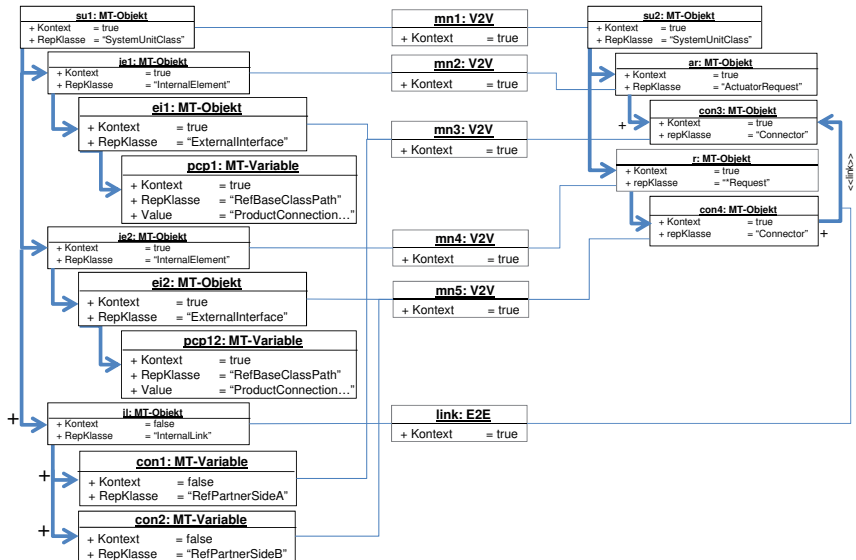 su1: MT-Objekt
+ Kontext = true
+ RepKlasse = “SystemUnitClass”
ie1: MT-Objekt
+ Kontext = true
+ RepKlasse = “InternalElement”
ei1: MT-Objekt
+ Kontext = true
+ RepKlasse = “ExternalInterface”
pcp1: MT-Variable
+ Kontext = true
+ RepKlasse = “RefBaseClassPath”
+ Value = “ProductConnection…”
ie2: MT-Objekt
+ Kontext = true
+ RepKlasse = “InternalElement”
ei2: MT-Objekt
+ Kontext = true
+ RepKlasse = “ExternalInterface”
pcp12: MT-Variable
+ Kontext = true
+ RepKlasse = “RefBaseClassPath”
+ Value = “ProductConnection…”
+
il: MT-Objekt
+ Kontext = false
+ RepKlasse = “InternalLink”
+
con1: MT-Variable
+ Kontext = false
+ RepKlasse = “RefPartnerSideA”
+
con2: MT-Variable
+ Kontext = false
+ RepKlasse = “RefPartnerSideB”
mn1: V2V
+ Kontext = true
mn2: V2V
+ Kontext = true
mn3: V2V
+ Kontext = true
mn4: V2V
+ Kontext = true
mn5: V2V
+ Kontext = true
link: E2E
+ Kontext = true
su2: MT-Objekt
+ Kontext = true
+ RepKlasse = “SystemUnitClass”
ar: MT-Objekt
+ Kontext = true
+ RepKlasse = “ActuatorRequest”
+
con3: MT-Objekt
+ Kontext = true
+ repKlasse = “Connector”
r: MT-Objekt
+ Kontext = true
+ repKlasse = “"Request”
con4: MT-Objekt
+ Kontext = true
+ repKlasse = “Connector”
+
<<link>>